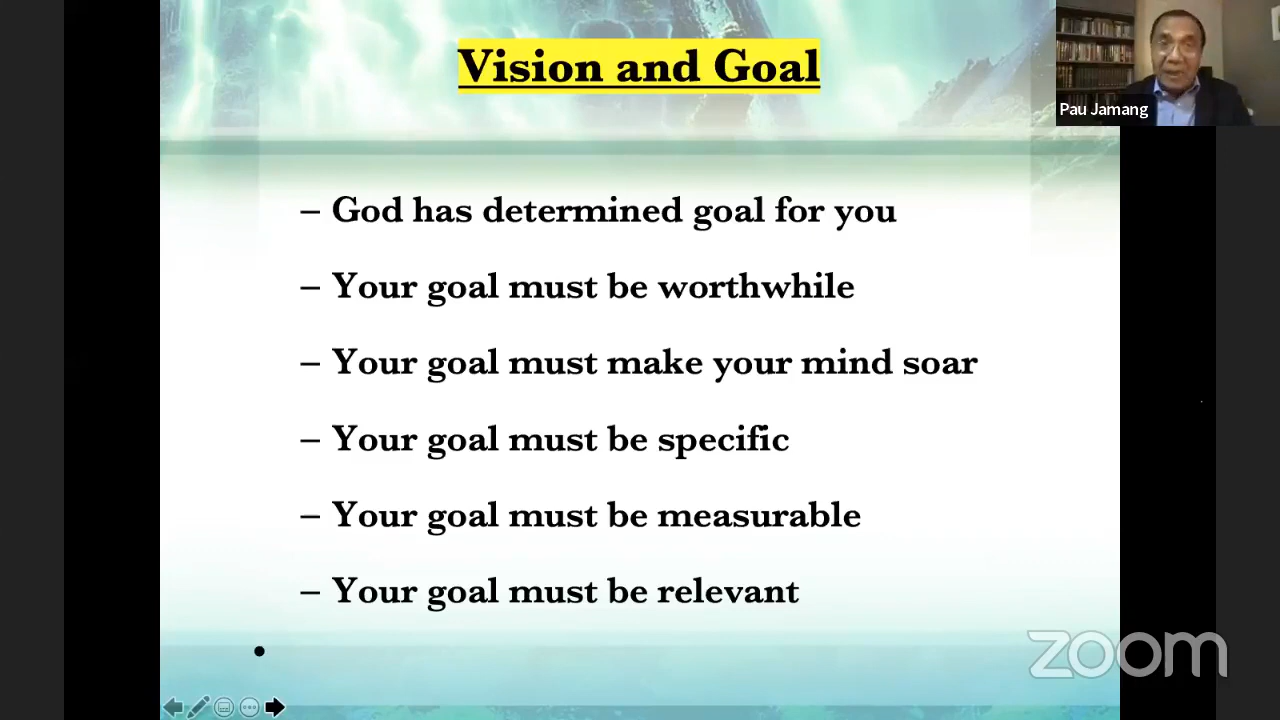 Vision and Goal
Pau Jamang
– God has determined goal for you
– Your goal must be worthwhile
– Your goal must make your mind soar
– Your goal must be specific
– Your goal must be measurable
– Your goal must be relevant
•
zoom